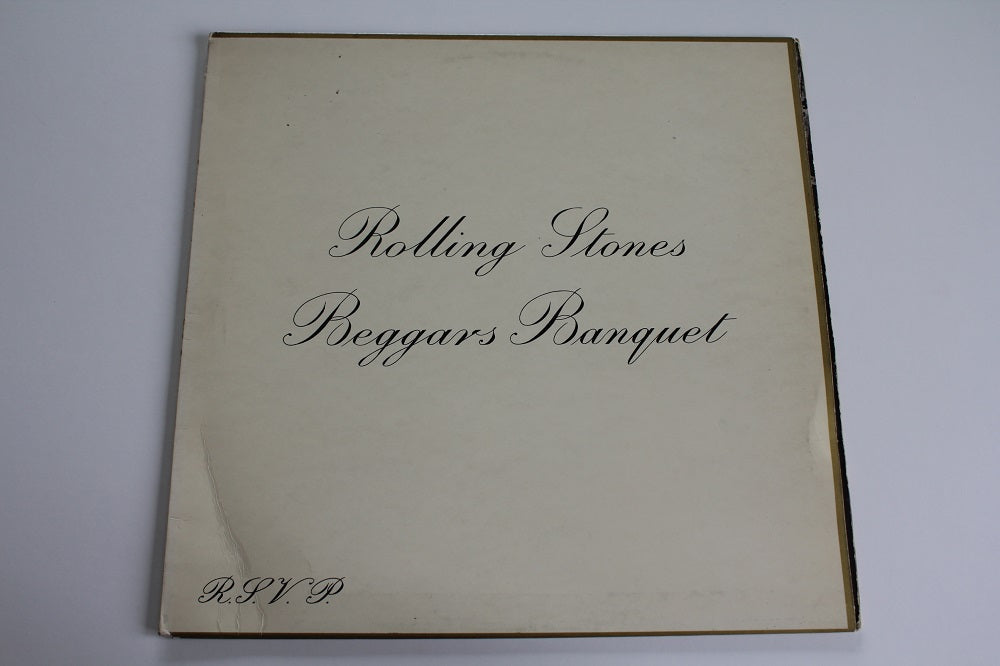 Rolling Stones
Beggars Banquet
R.S.V.P.